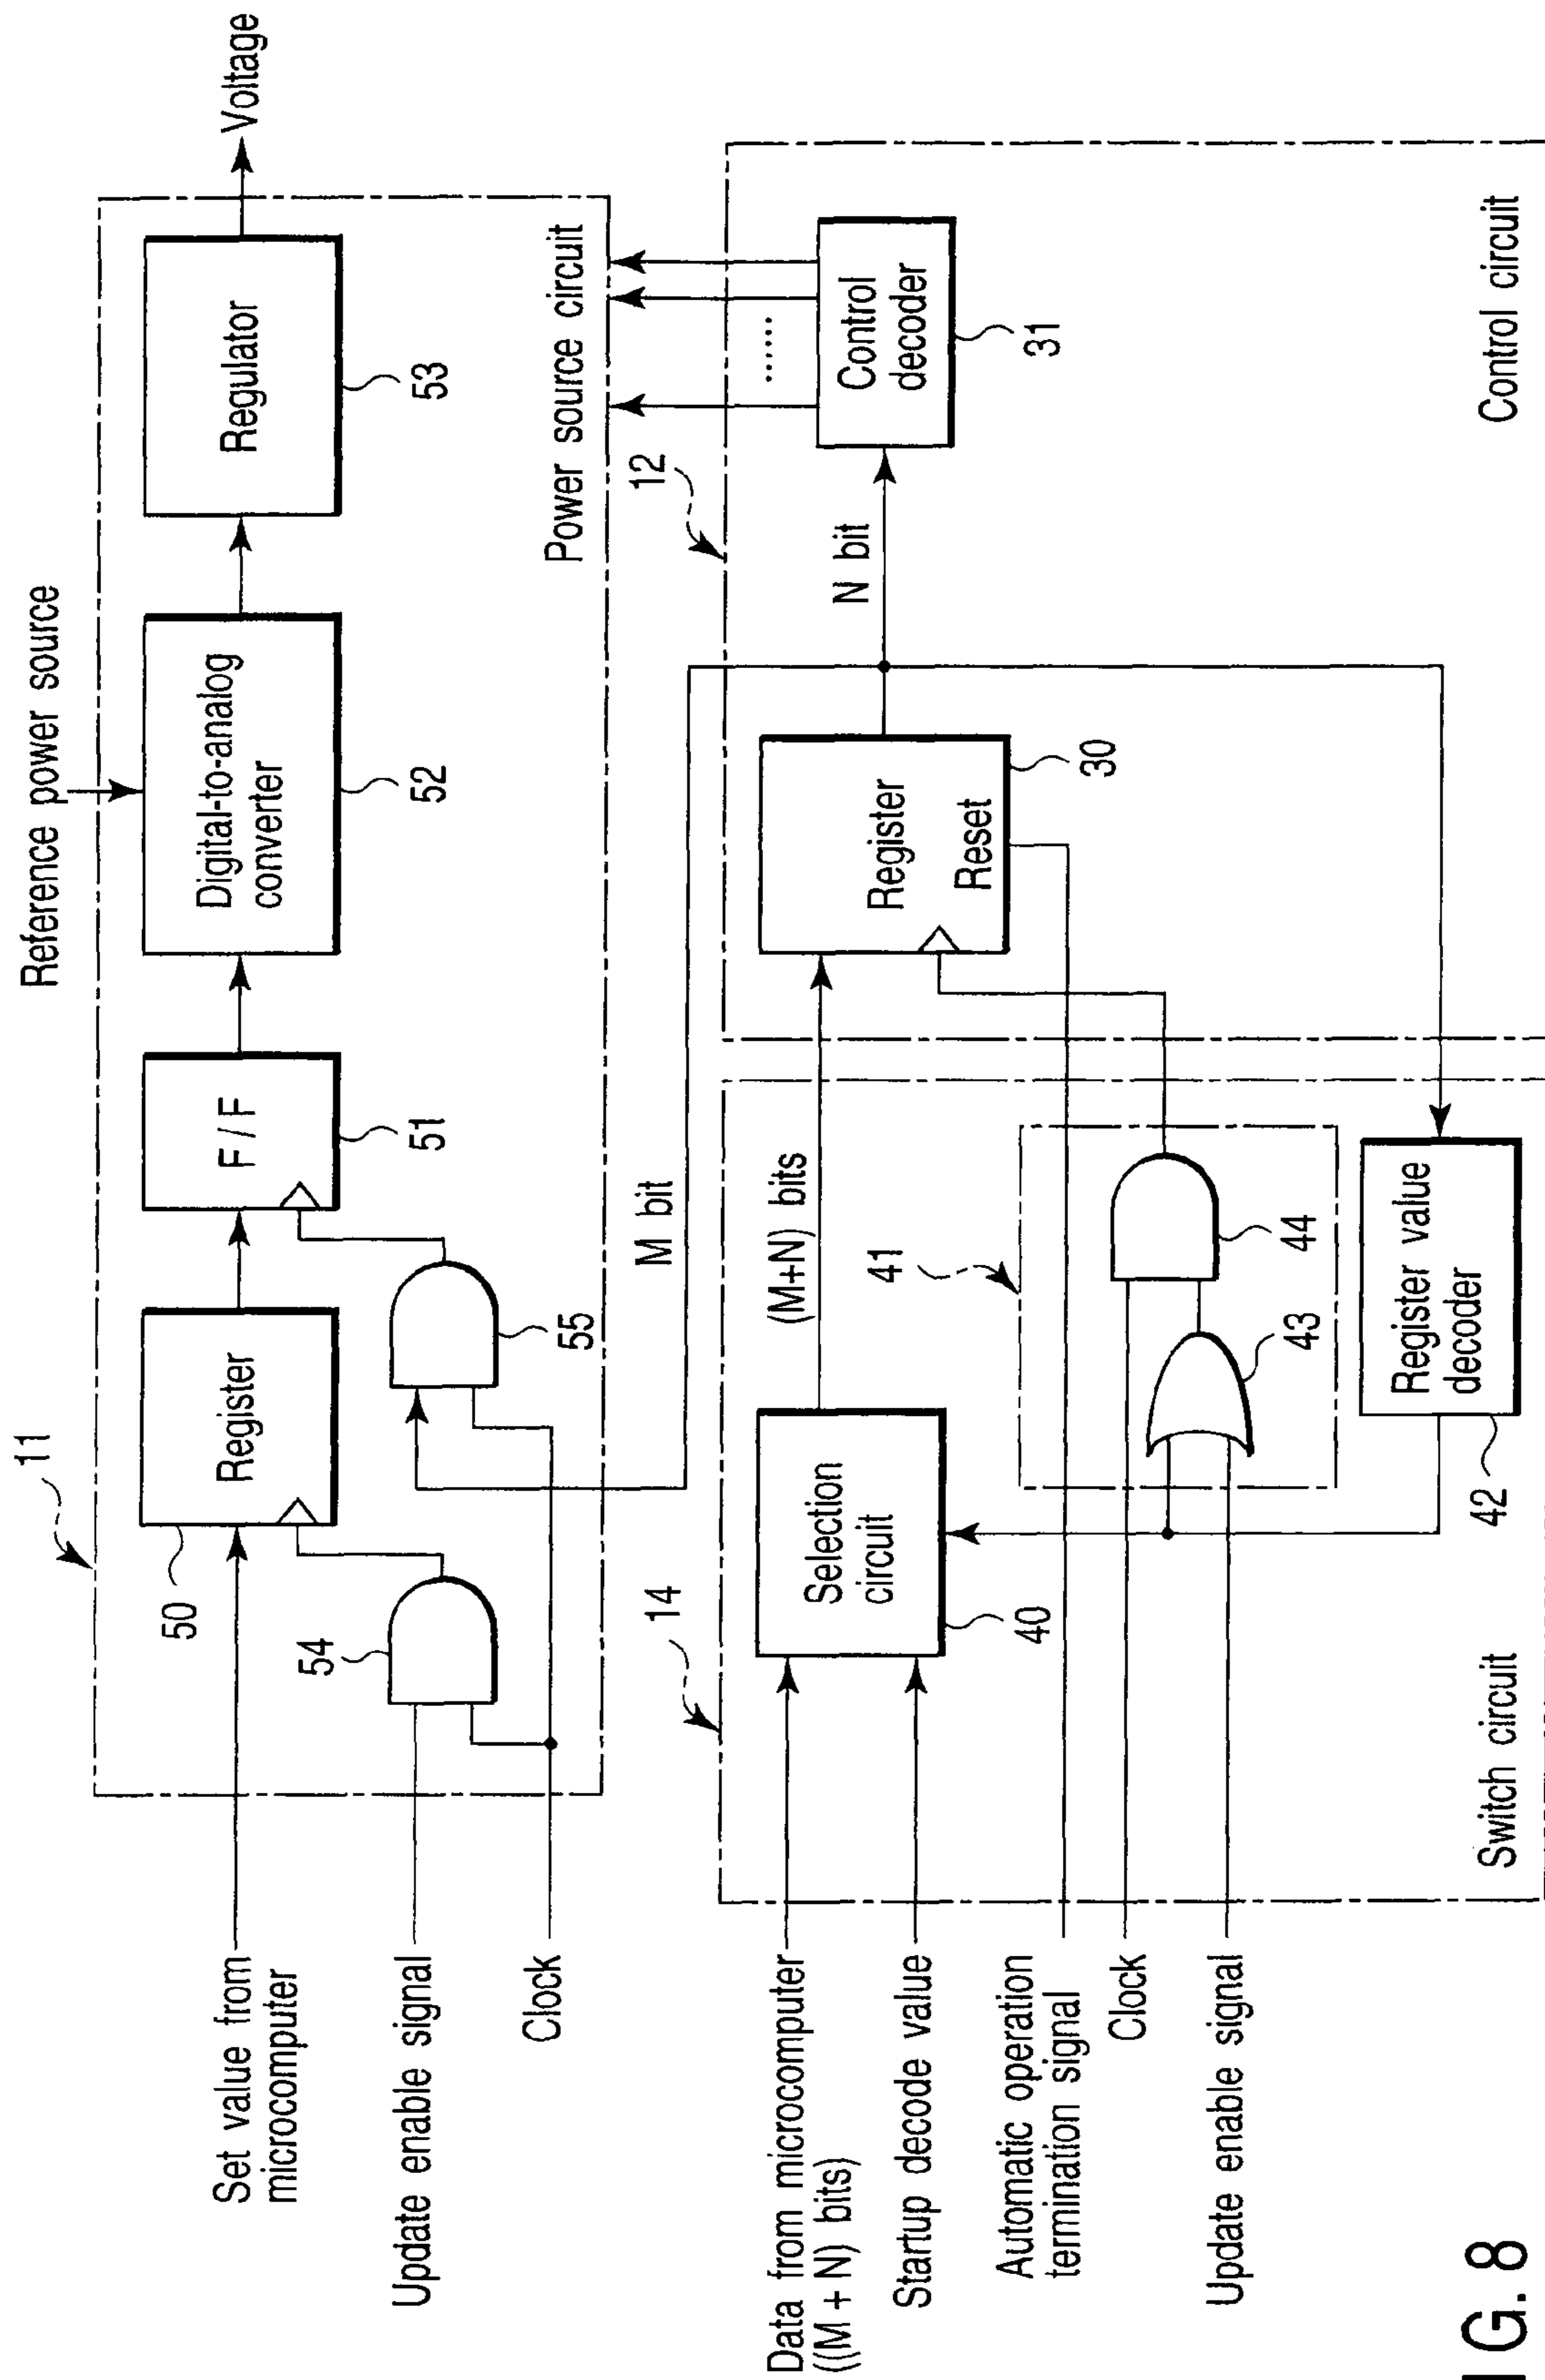 Reference power source
11
50
Register
F / F
51
Digital-to-analog
converter
52
Regulator
53
Voltage
Set value from
microcomputer
Update enable signal
Clock
54
55
Power source circuit
M bit
14
Selection
circuit
40
(M+N) bits
12
Register
Reset
30
N bit
Control
decoder
31
......
Data from microcomputer
((M + N) bits)
Startup decode value
Automatic operation
termination signal
Clock
Update enable signal
41
43
44
Register value
decoder
42
Switch circuit
Control circuit
FIG. 8